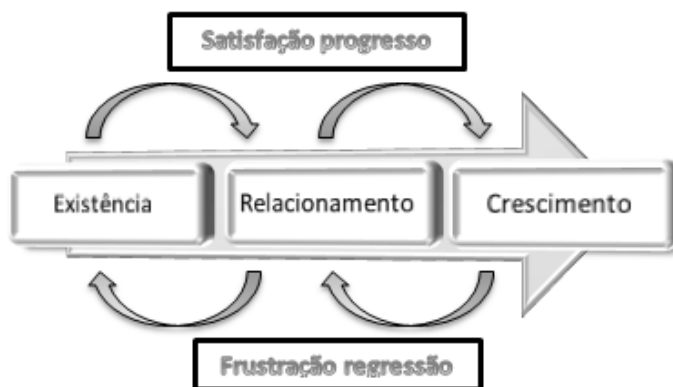 Satisfação progresso
Existência
Relacionamento
Crescimento
Frustração regressão